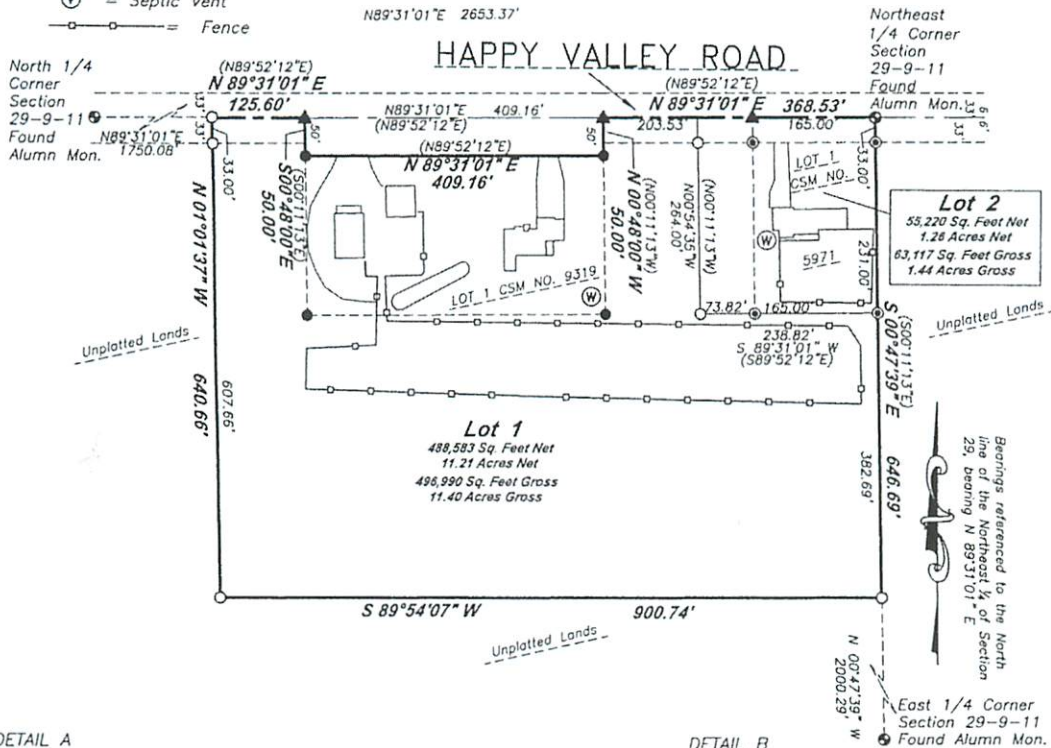 = Septic Vent
= Fence
N89°31'01"E 2653.37'
North 1/4
Corner
Section
29-9-11
Found
Alumn Mon.
(N89°52'12"E)
N 89°31'01" E
125.60'
HAPPY VALLEY ROAD
Northeast
1/4 Corner
Section
29-9-11
Found
Alumn Mon.
(N89°52'12"E)
N 89°31'01" E 368.53'
N89°31'01"E 409.16'
(N89°52'12"E)
203.53'
165.00'
33'
33'
33'
6.6'
33'
N89°31'01"E
1750.08'
50'
50'
(N89°52'12"E)
N 89°31'01" E
409.16'
33.00'
(S00°11'13"E)
S00°48'00"E
50.00'
N 00°48'00" W
50.00'
(N00°11'13"W)
N00°54'35"W
264.00'
(N00°11'13"W)
LOT 1
CSM NO.
33.00'
Lot 2
55,220 Sq. Feet Net
1.26 Acres Net
63,117 Sq. Feet Gross
1.44 Acres Gross
W
5971
231.00'
LOT 1 CSM NO. 9319
W
73.82'
165.00'
238.82'
S 89°31'01" W
(S89°52'12"E)
N 01°01'37" W
640.66'
607.66'
Unplatted Lands
Unplatted Lands
(S00°11'13"E)
S 00°47'39" E
646.69'
382.69'
Lot 1
488,583 Sq. Feet Net
11.21 Acres Net
496,990 Sq. Feet Gross
11.40 Acres Gross
Bearings referenced to the North
line of the Northeast ¼ of Section
29, bearing N 89°31'01" E
S 89°54'07" W 900.74'
Unplatted Lands
N 00°47'39" W
2000.29'
East 1/4 Corner
Section 29-9-11
Found Alumn Mon.
DETAIL A
DETAIL B